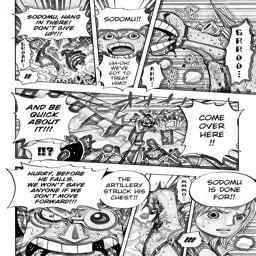 SODOMU, HANG
IN THERE!
DON'T GIVE
UP!!!
SODOMU!!
UH-OH!
WE'VE
GOT TO
TREAT
HIM!!!
GRROO...
!!
AND BE
QUICK
ABOUT
IT!!!
COME
OVER
HERE
!!
!!?
HURRY, BEFORE
HE FALLS.
WE WON'T SAVE
ANYONE IF WE
DON'T MOVE
FORWARD!!!
THE
ARTILLERY
STRUCK HIS
CHEST!!
SODOMU
IS DONE
FOR!!